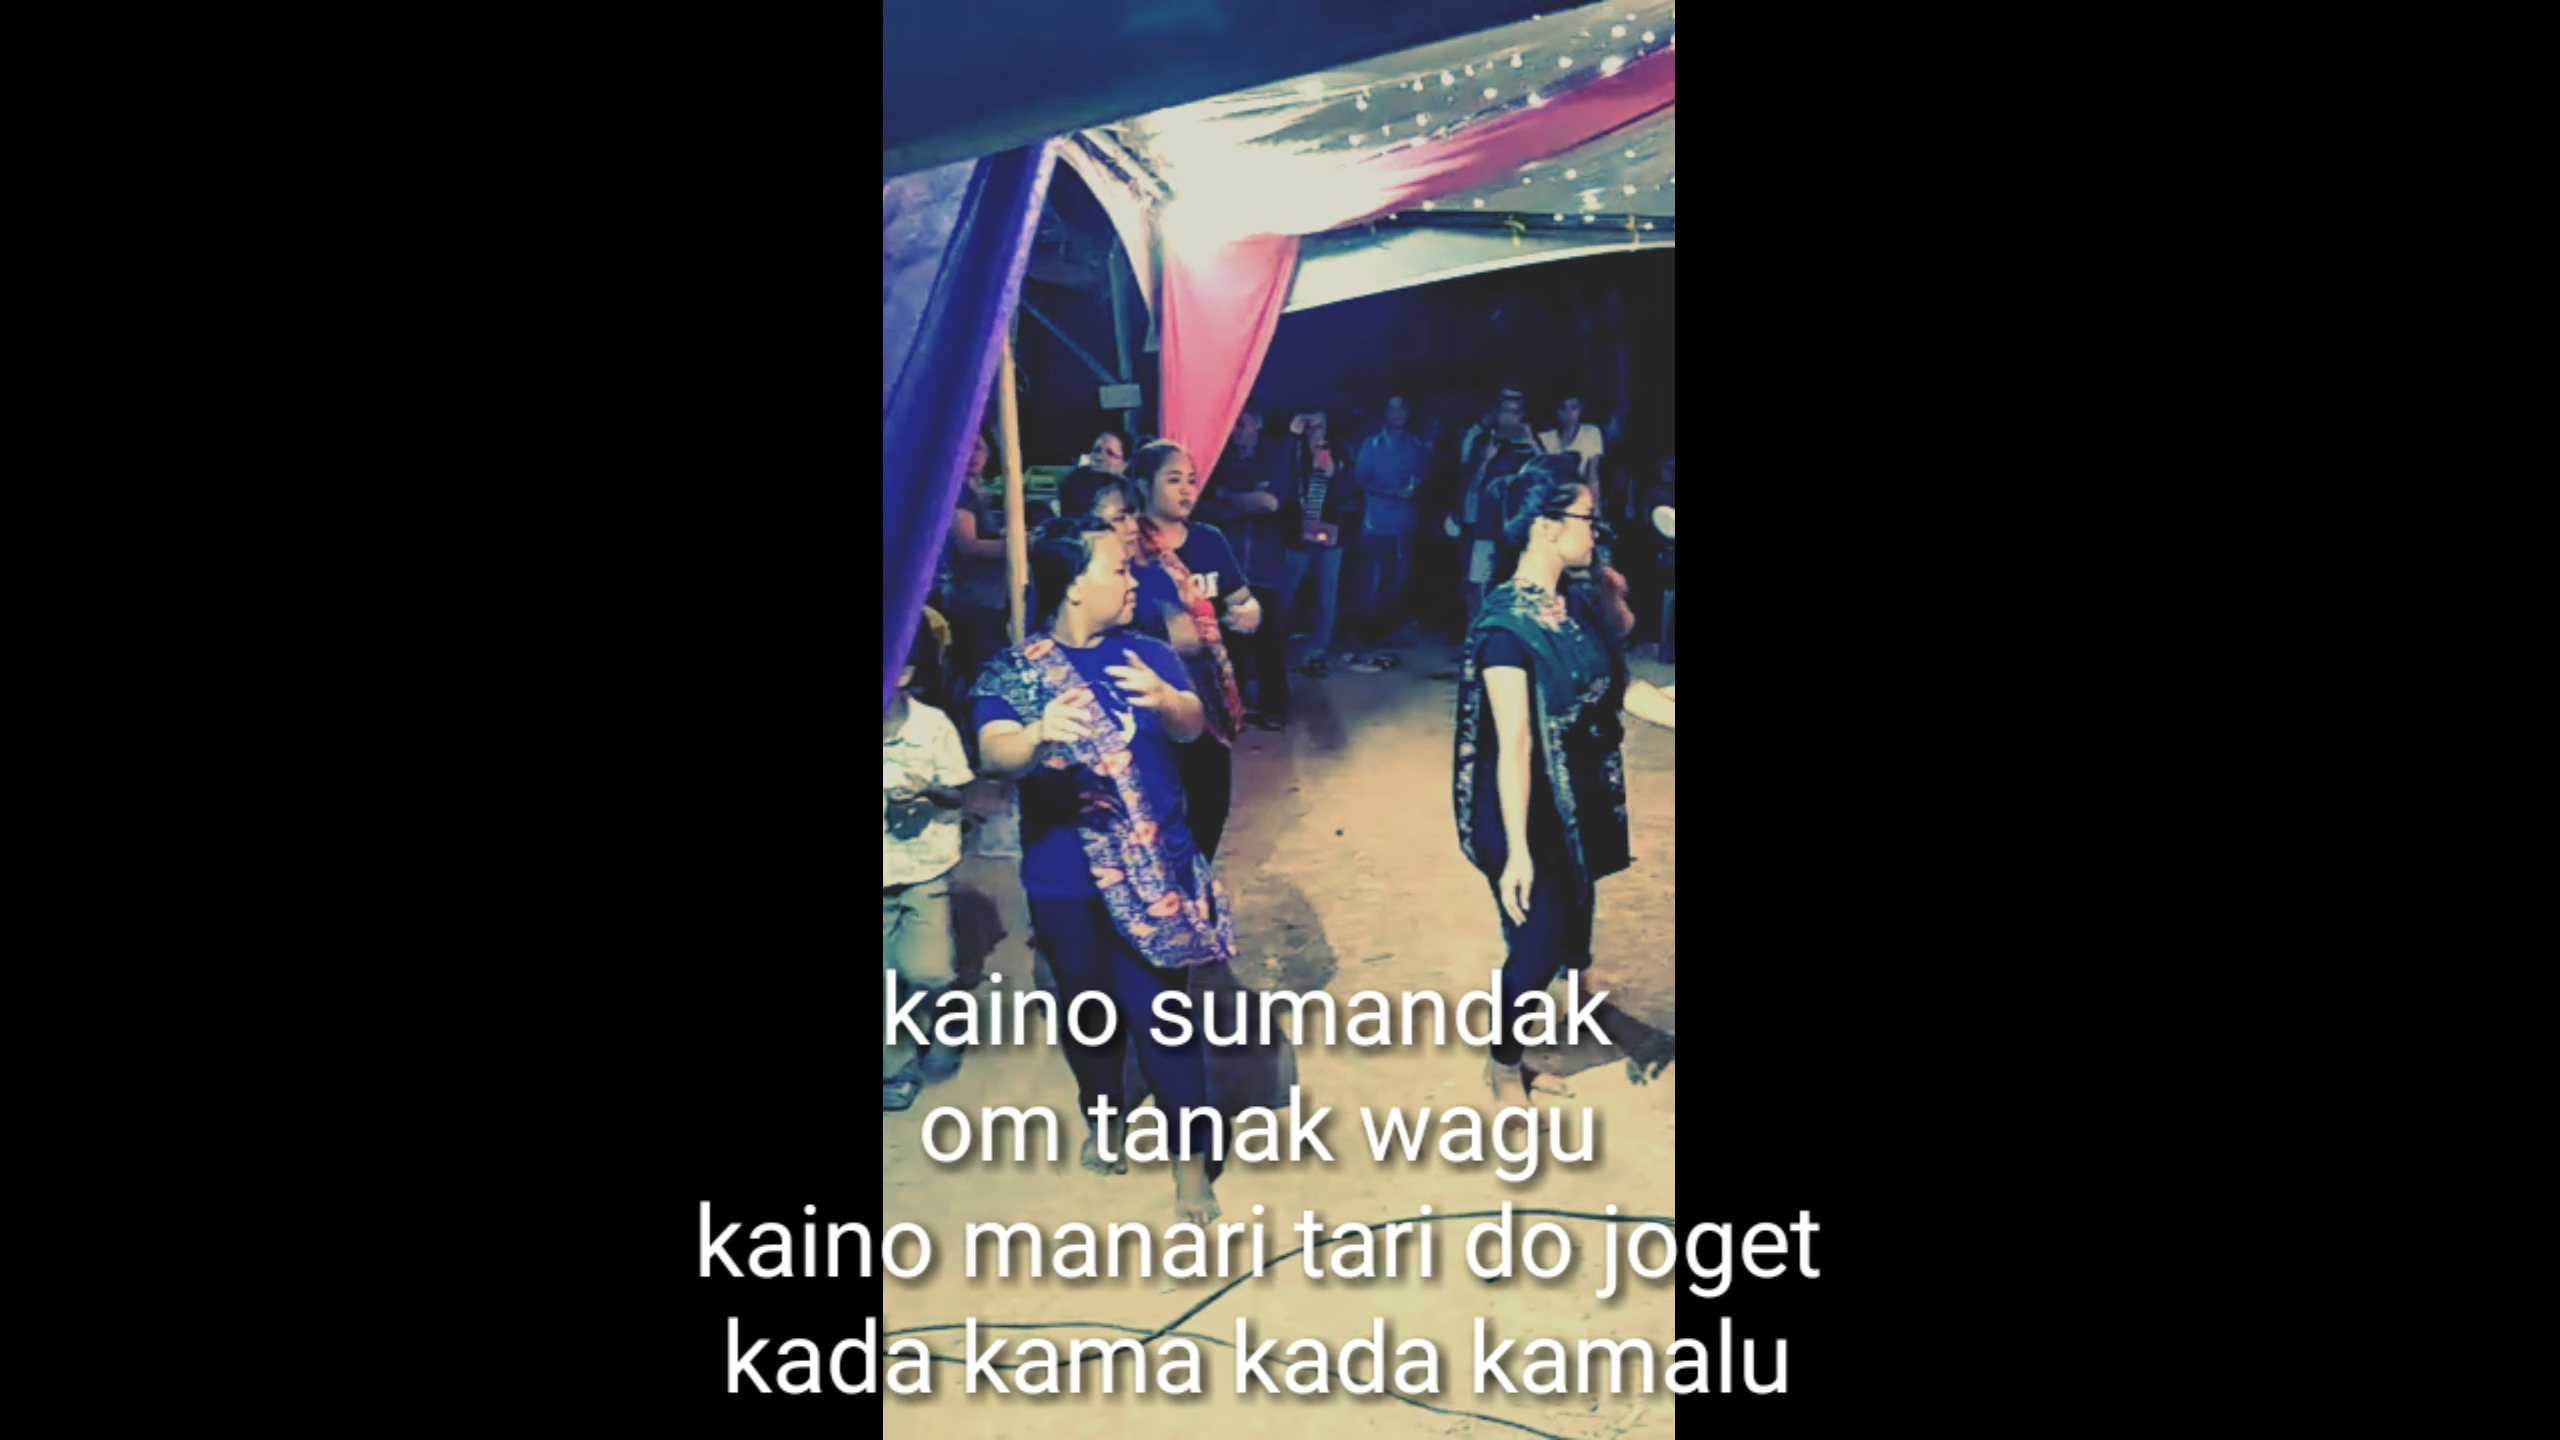 kaino sumandak
om tanak wagu
kaino manari tari do joget
kada kama kada kamalu